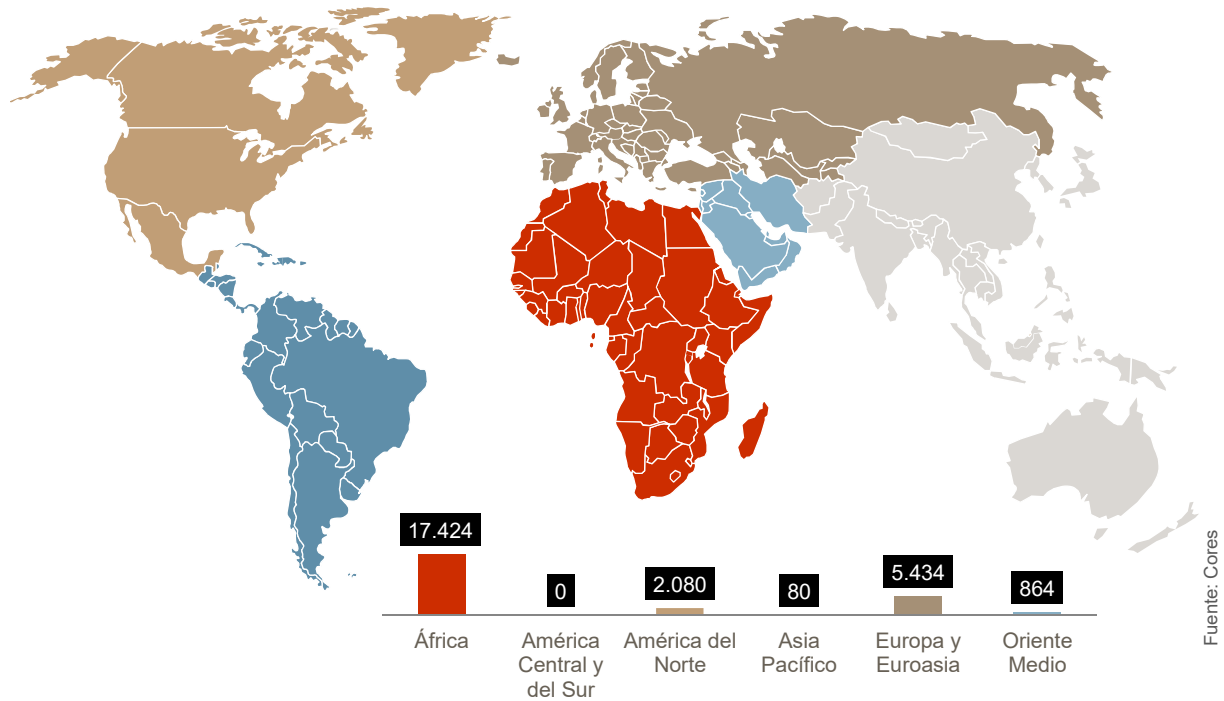 17.424
0
2.080
80
5.434
864
África
América
Central y
del Sur
América del
Norte
Asia
Pacífico
Europa y
Euroasia
Oriente
Medio
Fuente: Cores